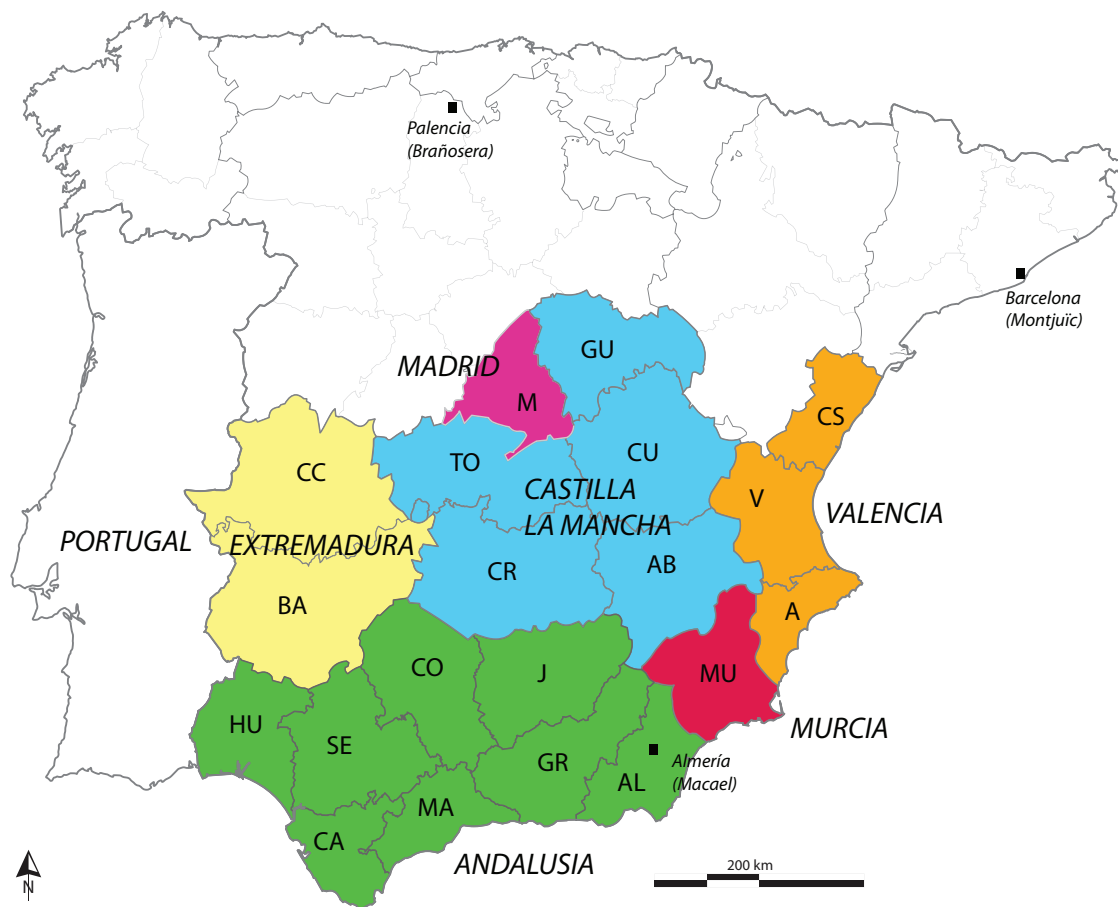 Palencia
(Brañosera)
Barcelona
(Montjuïc)
GU
MADRID
M
CS
CU
TO
CC
CASTILLA
LA MANCHA
V
VALENCIA
PORTUGAL
EXTREMADURA
CR
AB
BA
A
CO
J
MU
HU
SE
MURCIA
GR
Almería
(Macael)
AL
MA
CA
ANDALUSIA
200 km
N